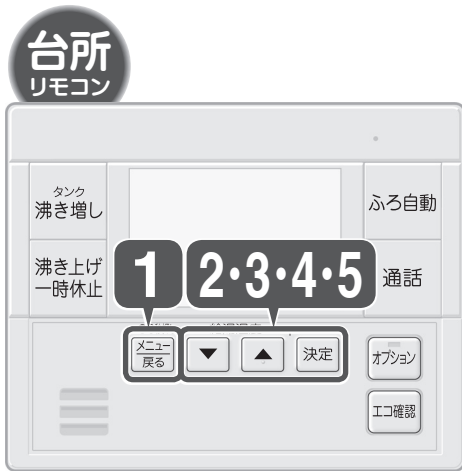 台所
リモコン
タンク
沸き増し
ふろ自動
沸き上げ
一時休止
1
2・3・4・5
通話
メニュー
戻る
▼
▲
決定
オプション
エコ確認